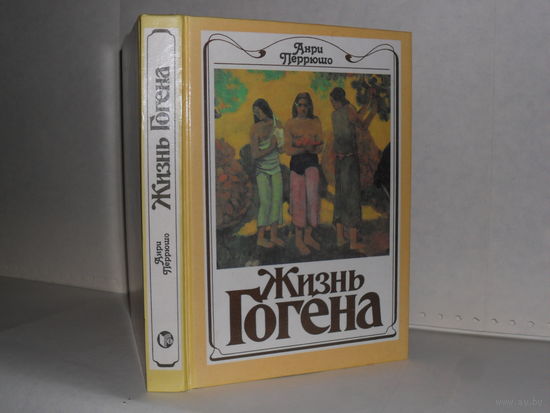 Анри
Перрюшо
Жизнь
Гогена
Жизнь Гогена
Анри
Перрюшо
www.ay.by